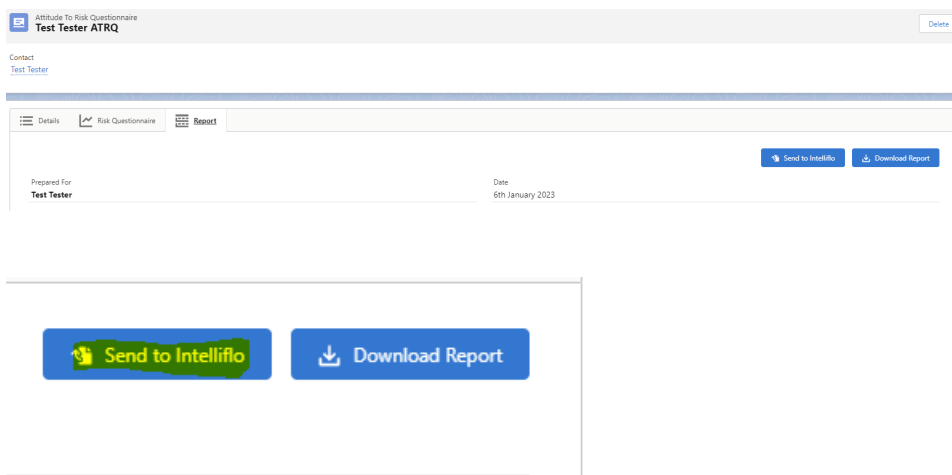 Attitude To Risk Questionnaire
Test Tester ATRQ
Delete
Contact
Test Tester
Details Risk Questionnaire Report
Send to Intelliflo Download Report
Prepared For Date
Test Tester 6th January 2023
Send to Intelliflo Download Report